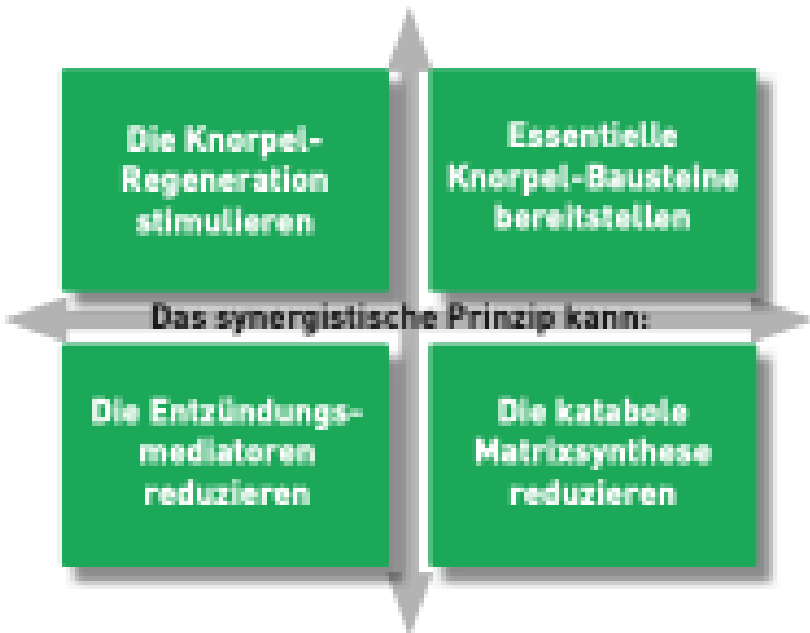 Die Knorpel-
Regeneration
stimulieren
Essentielle
Knorpel-Bausteine
bereitstellen
Das synergistische Prinzip kann:
Die Entzündungs-
mediatoren
reduzieren
Die katabole
Matrixsynthese
reduzieren